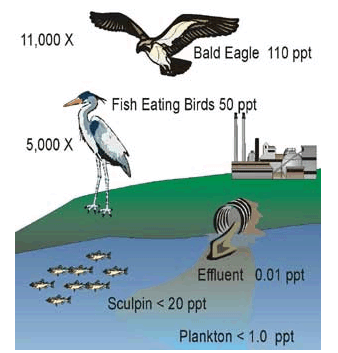 11,000 X
Bald Eagle 110 ppt
Fish Eating Birds 50 ppt
5,000 X
Effluent 0.01 ppt
Sculpin < 20 ppt
Plankton < 1.0 ppt